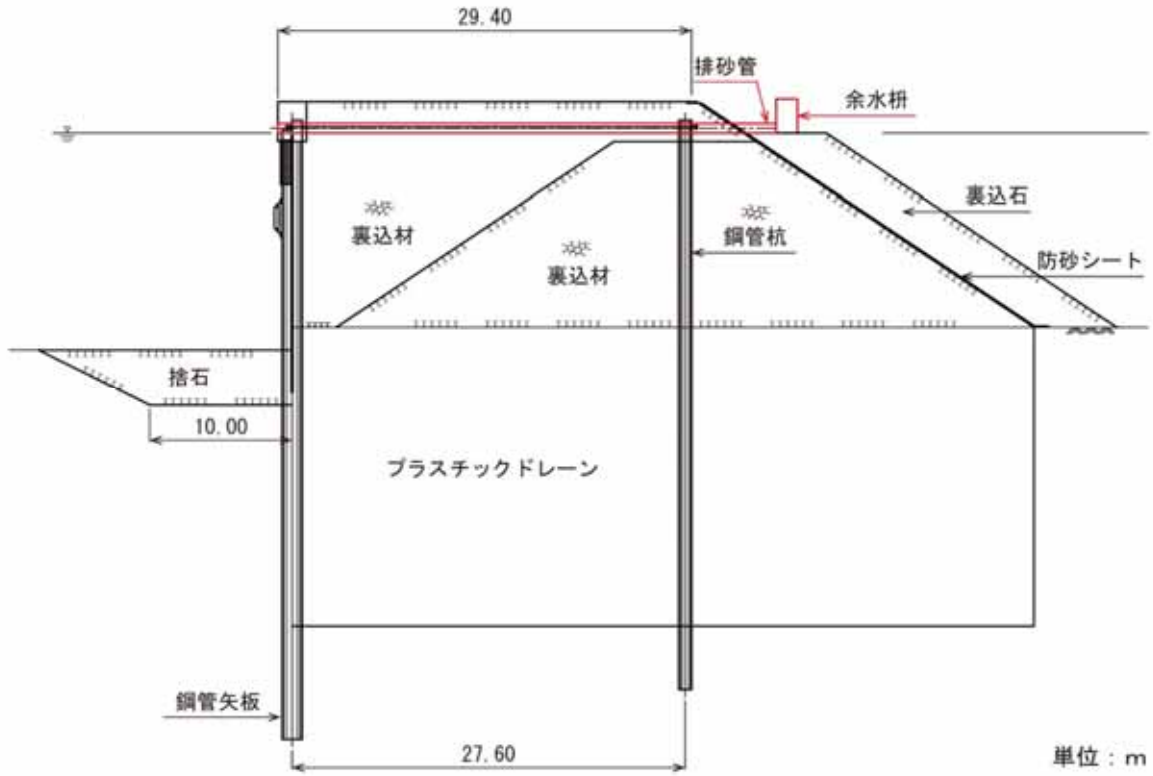 29.40
排砂管
余水枡
裏込石
裏込材
鋼管杭
裏込材
防砂シート
捨石
10.00
プラスチックドレーン
鋼管矢板
27.60
単位：m